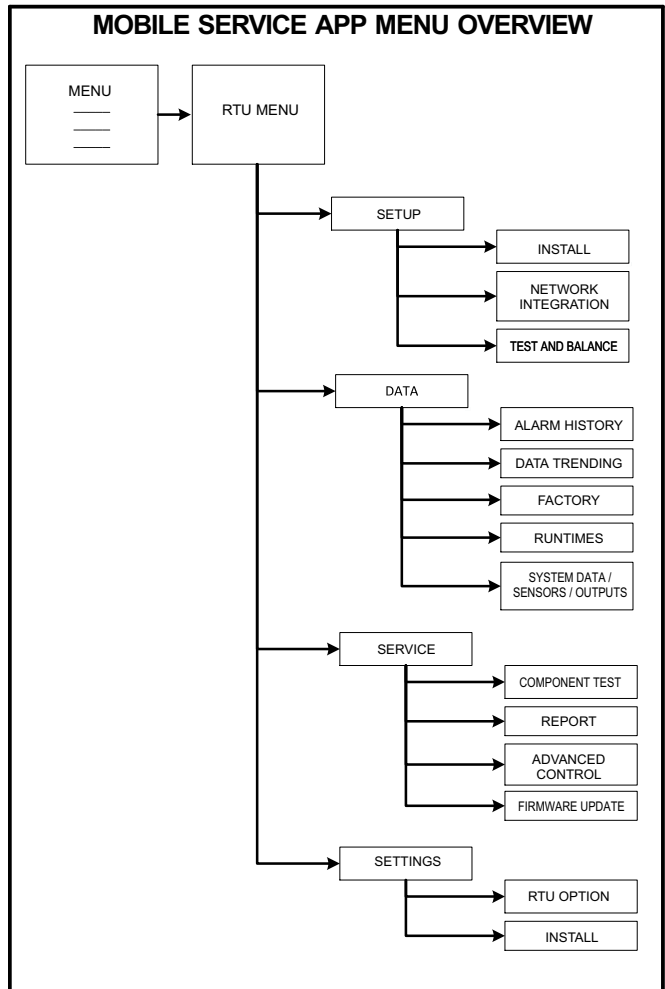 MOBILE SERVICE APP MENU OVERVIEW
MENU
RTU MENU
SETUP
INSTALL
NETWORK
INTEGRATION
TEST AND BALANCE
DATA
ALARM HISTORY
DATA TRENDING
FACTORY
RUNTIMES
SYSTEM DATA /
SENSORS / OUTPUTS
SERVICE
COMPONENT TEST
REPORT
ADVANCED
CONTROL
FIRMWARE UPDATE
SETTINGS
RTU OPTION
INSTALL